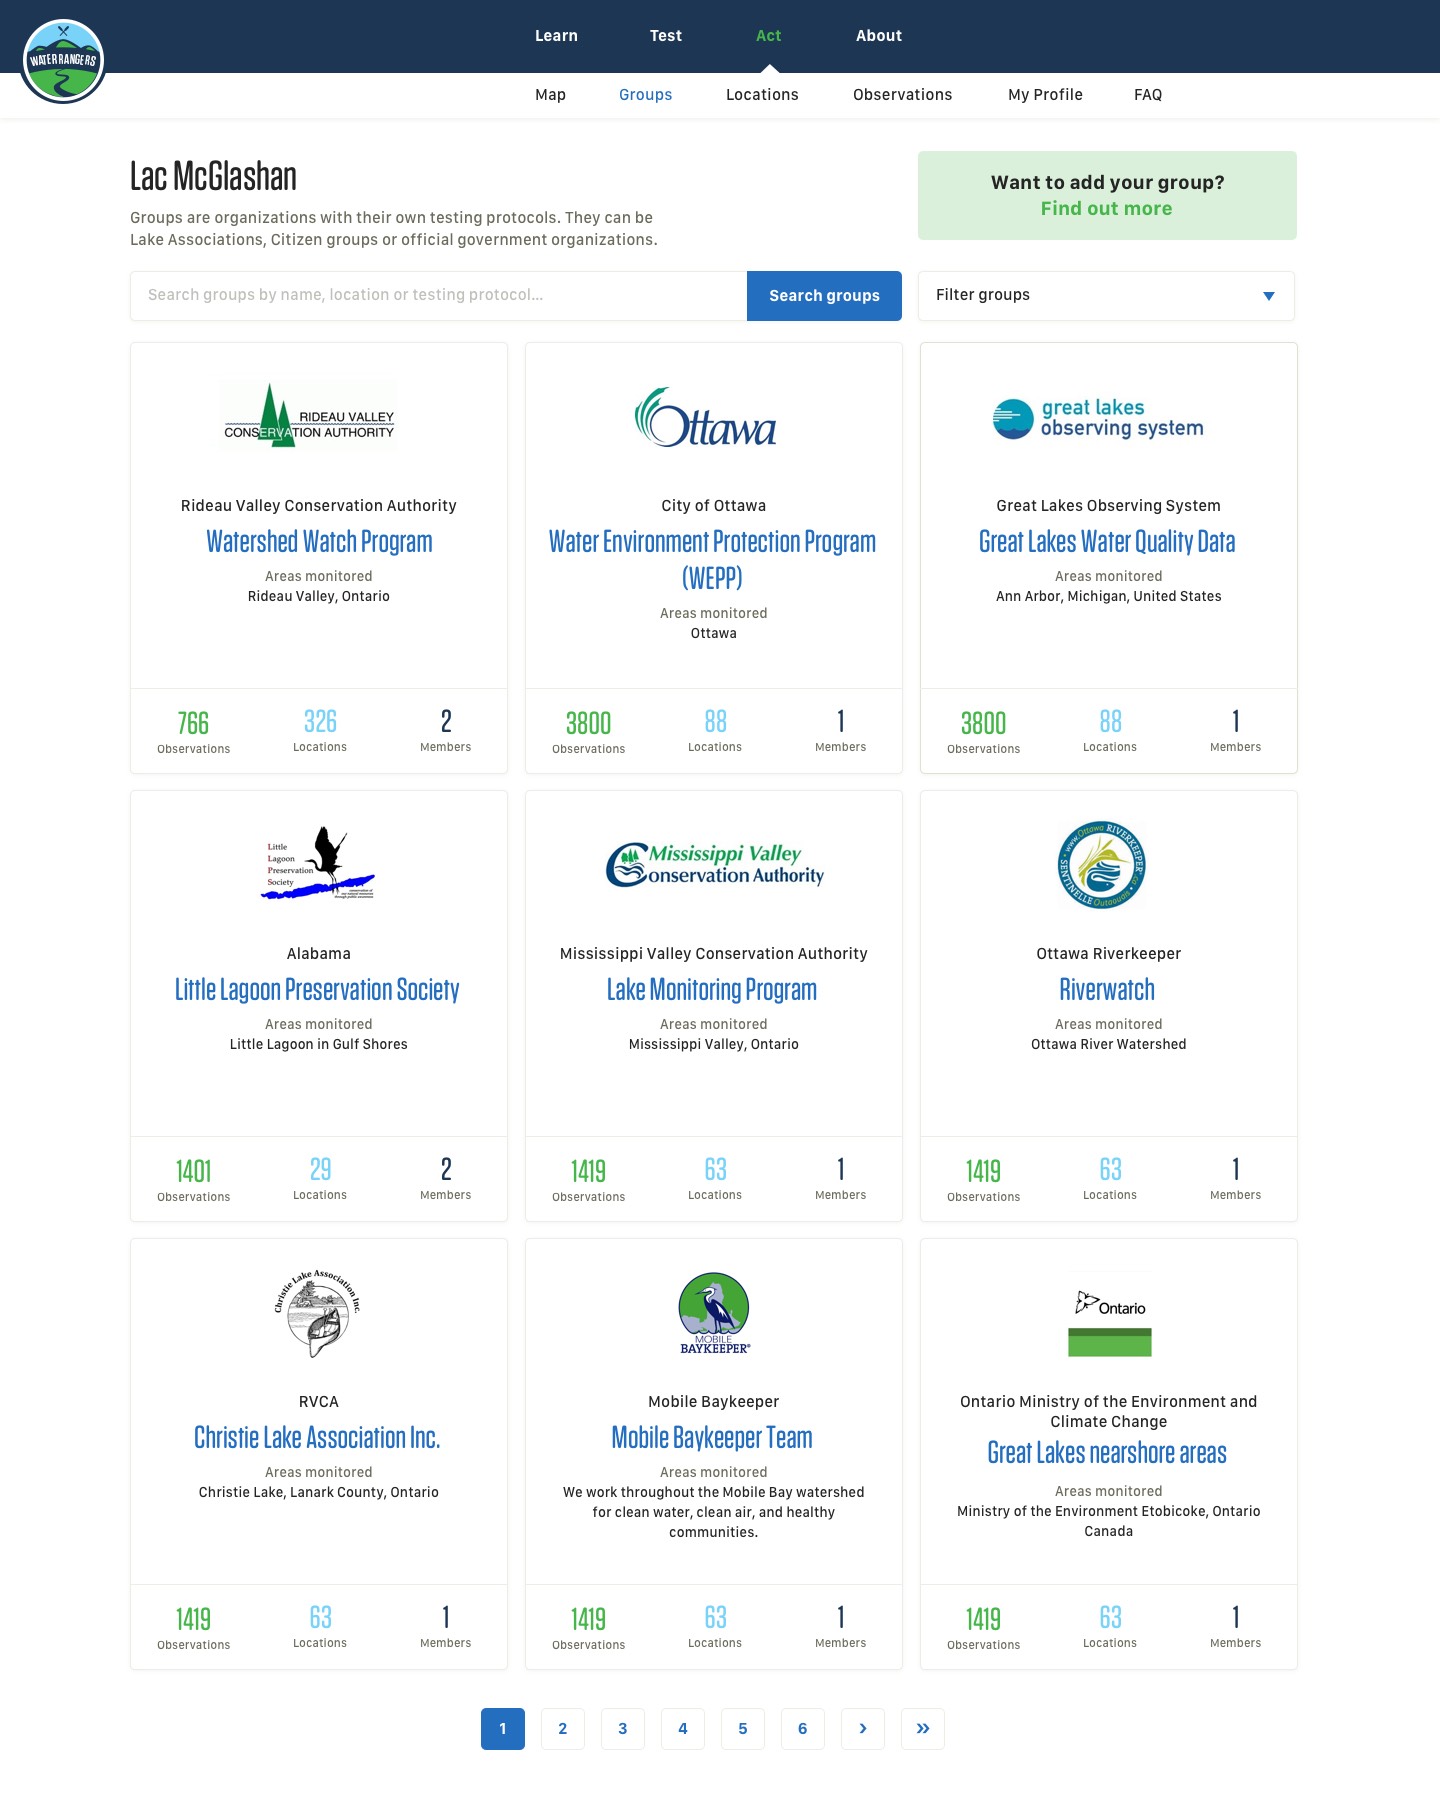 WATER RANGERS
Learn Test Act About
Map Groups Locations Observations My Profile FAQ
Lac McGlashan
Groups are organizations with their own testing protocols. They can be
Lake Associations, Citizen groups or official government organizations.
Want to add your group?
Find out more
Search groups by name, location or testing protocol...
Search groups
Filter groups
RIDEAU VALLEY
CONSERVATION AUTHORITY
Rideau Valley Conservation Authority
Watershed Watch Program
Areas monitored
Rideau Valley, Ontario
766 326 2
Observations Locations Members
Ottawa
City of Ottawa
Water Environment Protection Program
(WEPP)
Areas monitored
Ottawa
3800 88 1
Observations Locations Members
great lakes
observing system
Great Lakes Observing System
Great Lakes Water Quality Data
Areas monitored
Ann Arbor, Michigan, United States
3800 88 1
Observations Locations Members
Little
Lagoon
Preservation
Society
Alabama
Little Lagoon Preservation Society
Areas monitored
Little Lagoon in Gulf Shores
1401 29 2
Observations Locations Members
Mississippi Valley
Conservation Authority
Mississippi Valley Conservation Authority
Lake Monitoring Program
Areas monitored
Mississippi Valley, Ontario
1419 63 1
Observations Locations Members
www.Ottawa RIVERKEEPER
SENTINELLE Outaouais .ca
Ottawa Riverkeeper
Riverwatch
Areas monitored
Ottawa River Watershed
1419 63 1
Observations Locations Members
Christie Lake Association Inc.
RVCA
Christie Lake Association Inc.
Areas monitored
Christie Lake, Lanark County, Ontario
1419 63 1
Observations Locations Members
MOBILE
BAYKEEPER®
Mobile Baykeeper
Mobile Baykeeper Team
Areas monitored
We work throughout the Mobile Bay watershed
for clean water, clean air, and healthy
communities.
1419 63 1
Observations Locations Members
Ontario
Ontario Ministry of the Environment and
Climate Change
Great Lakes nearshore areas
Areas monitored
Ministry of the Environment Etobicoke, Ontario
Canada
1419 63 1
Observations Locations Members
1 2 3 4 5 6 › »